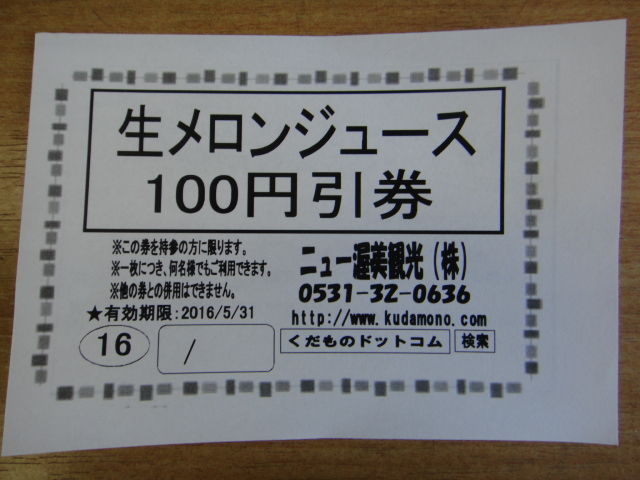 生メロンジュース
100円引券
※この券を持参の方に限ります。
※一枚につき、何名様でもご利用できます。
※他の券との併用はできません。
★有効期限:2016/5/31
16
/
ニュー渥美観光(株)
0531-32-0636
http://www.kudamono.com
くだものドットコム 検索